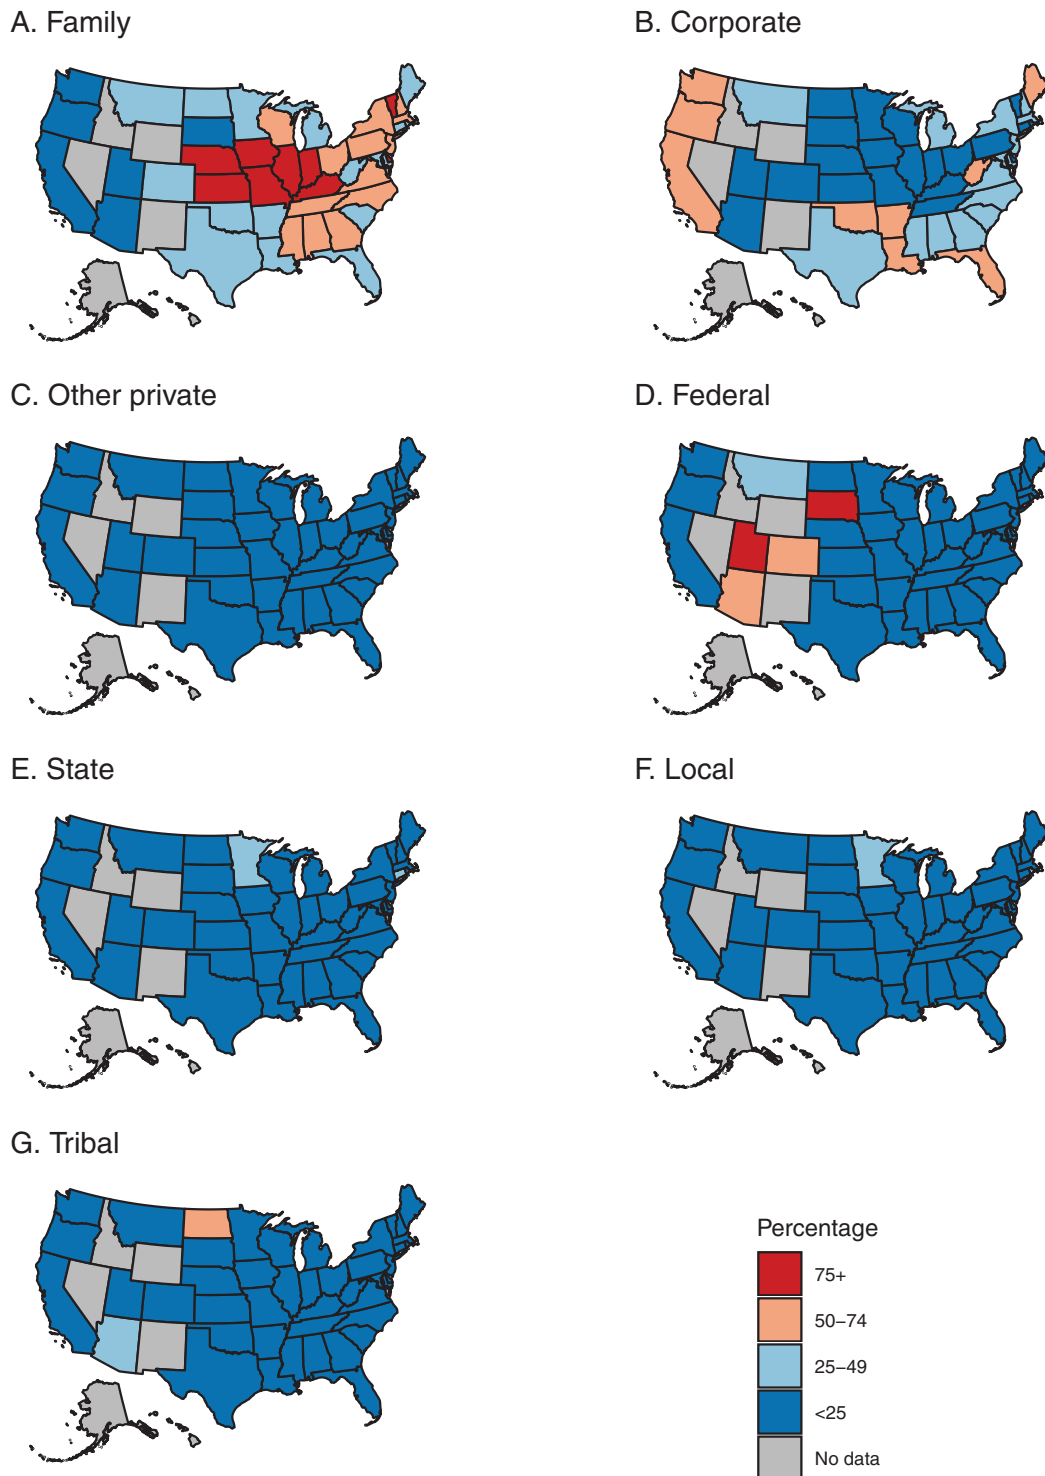 A. Family
B. Corporate
C. Other private
D. Federal
E. State
F. Local
G. Tribal
Percentage
75+
50–74
25–49
<25
No data